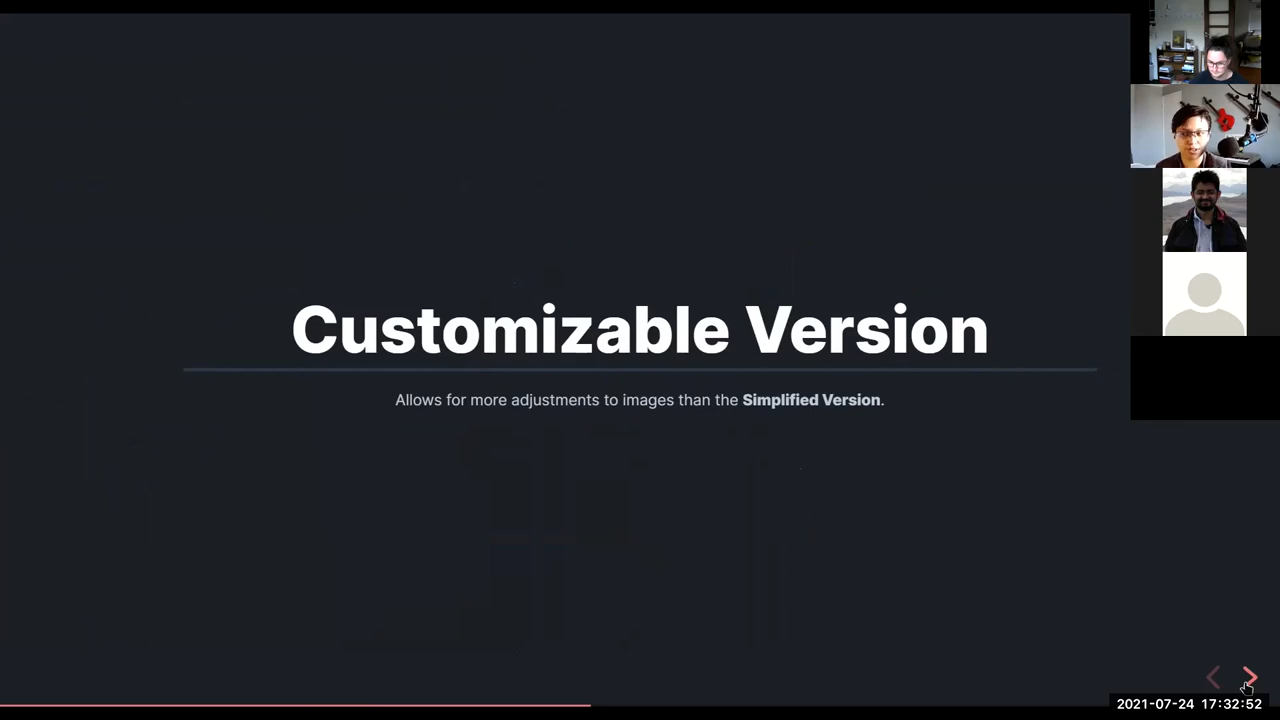 Customizable Version
Allows for more adjustments to images than the Simplified Version.
2021-07-24 17:32:52